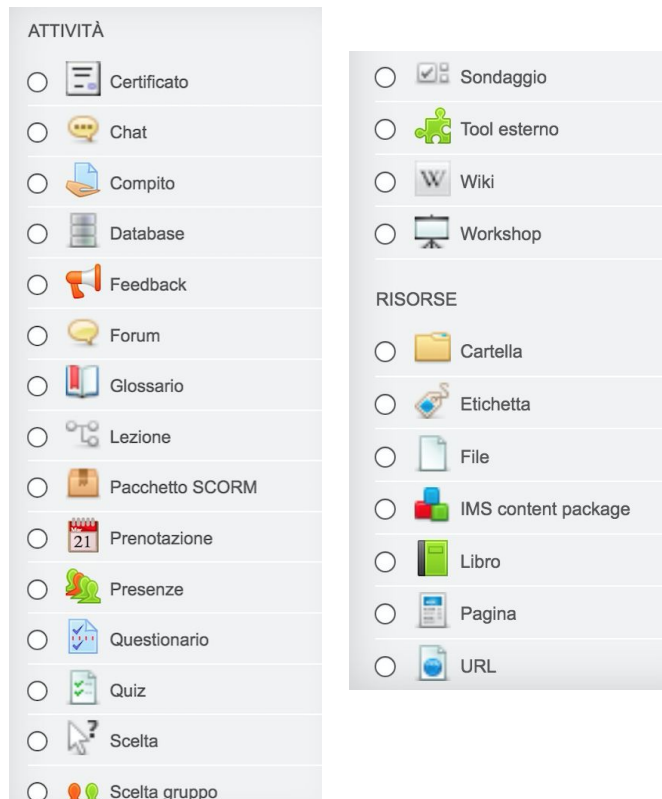 ATTIVITÀ
Certificato
Chat
Compito
Database
Feedback
Forum
Glossario
Lezione
Pacchetto SCORM
Prenotazione
21
Presenze
Questionario
Quiz
Scelta
Scelta gruppo
Sondaggio
Tool esterno
W
Wiki
Workshop
RISORSE
Cartella
Etichetta
File
IMS content package
Libro
Pagina
URL